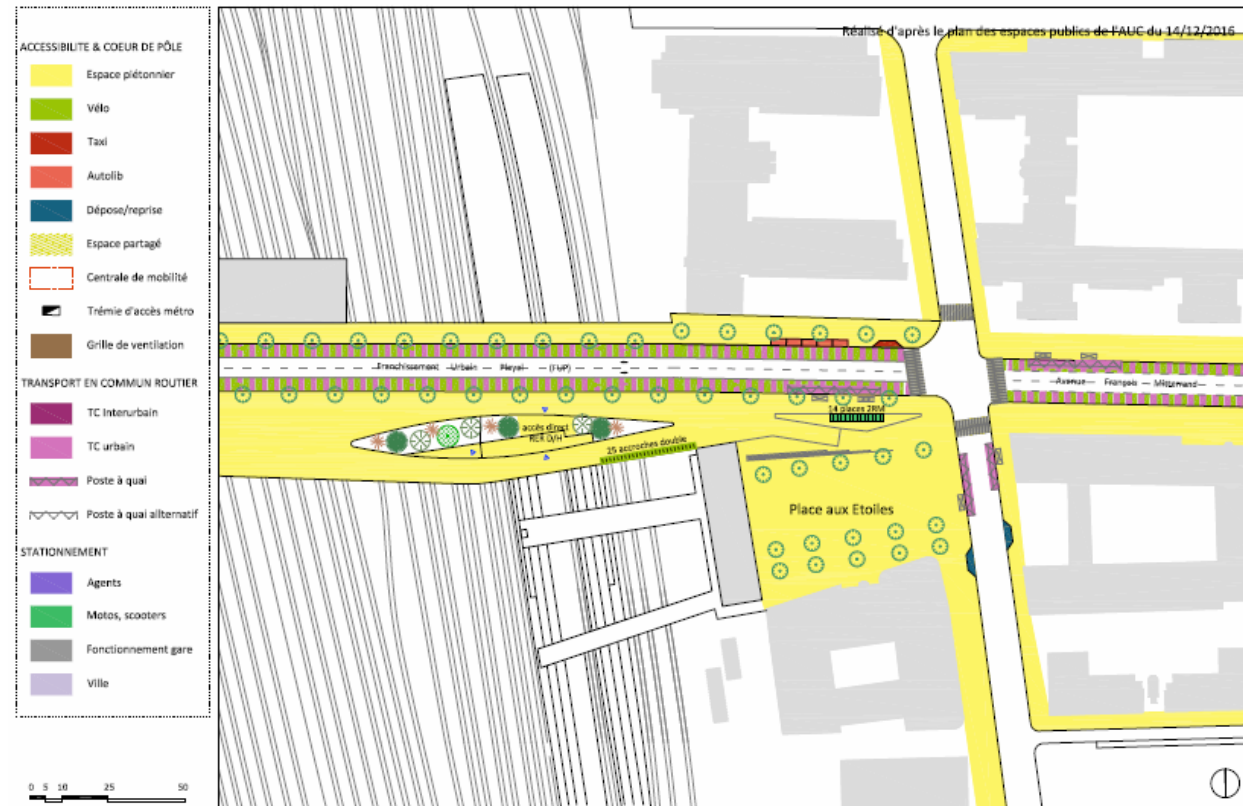 Réalisé d'après le plan des espaces publics de l'AUC du 14/12/2016
ACCESSIBILITE & COEUR DE PÔLE
Espace piétonnier
Vélo
Taxi
Autolib
Dépose/reprise
Espace partagé
Centrale de mobilité
Trémie d'accès métro
Grille de ventilation
TRANSPORT EN COMMUN ROUTIER
TC Interurbain
TC urbain
Poste à quai
Poste à quai allternatif
STATIONNEMENT
Agents
Motos, scooters
Fonctionnement gare
Ville
0 5 10 25 50
Franchissement Urbain Pleyel (FUP)
Avenue François Mitterrand
14 places 2RM
accès direct
RER D/H
25 accroches double
Place aux Etoiles